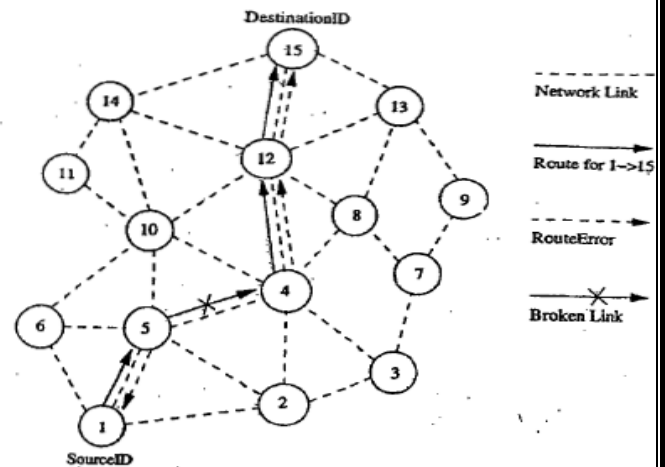 DestinationID
15
14
13
12
11
9
8
10
7
4
6
5
3
2
1
SourceID
Network Link
Route for 1->15
RouteError
Broken Link